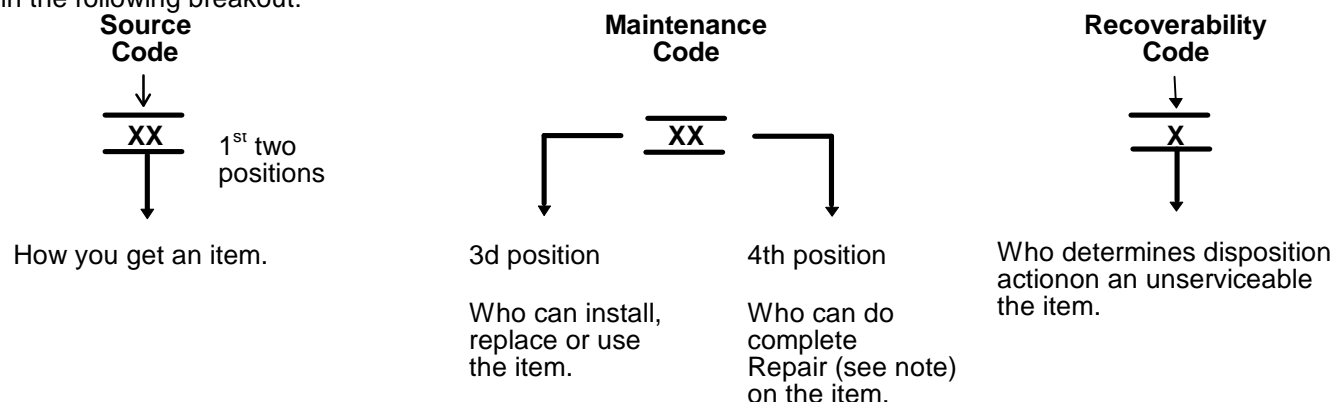 in the following breakout:
Source
Code
Maintenance
Code
Recoverability
Code
XX
1st two
positions
XX
X
How you get an item.
3d position
4th position
Who determines disposition
actionon an unserviceable
the item.
Who can install,
replace or use
the item.
Who can do
complete
Repair (see note)
on the item.